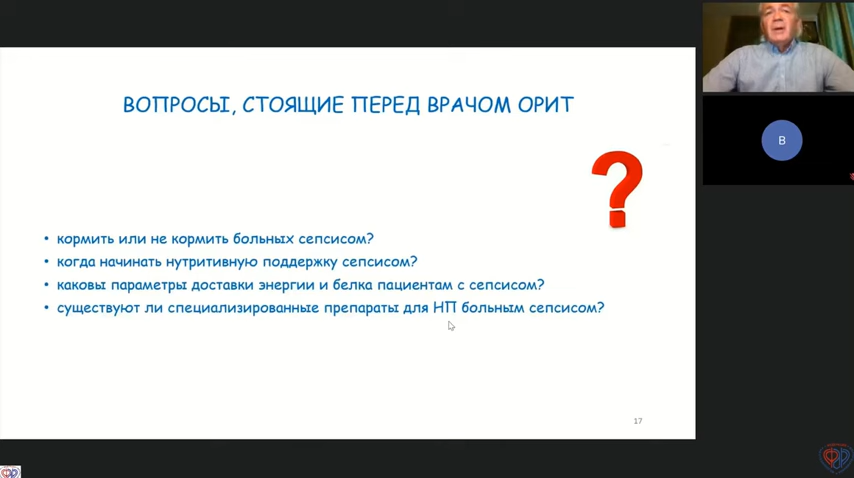 ВОПРОСЫ, СТОЯЩИЕ ПЕРЕД ВРАЧОМ ОРИТ
?
• кормить или не кормить больных сепсисом?
• когда начинать нутритивную поддержку сепсисом?
• каковы параметры доставки энергии и белка пациентам с сепсисом?
• существуют ли специализированные препараты для НП больным сепсисом?
17
В